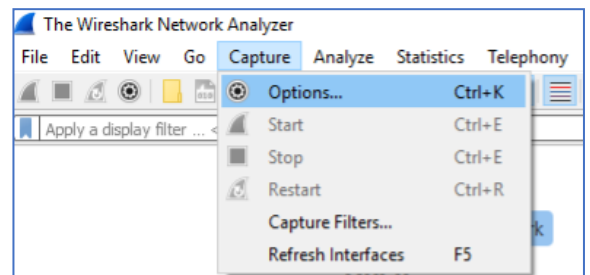 The Wireshark Network Analyzer
File Edit View Go Capture Analyze Statistics Telephony
Options... Ctrl+K
Apply a display filter ... <
Start Ctrl+E
Stop Ctrl+E
Restart Ctrl+R
Capture Filters...
Refresh Interfaces F5